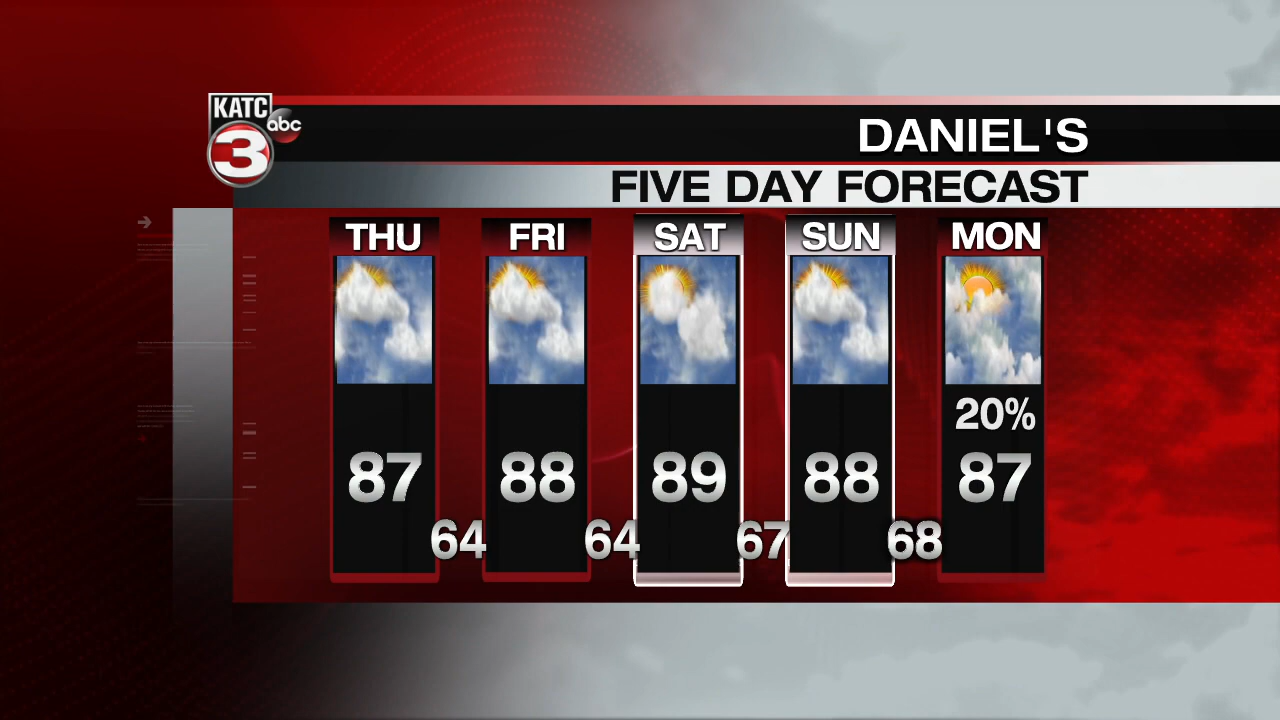 KATC
abc
3
DANIEL'S
FIVE DAY FORECAST
THU FRI SAT SUN MON
20%
87 88 89 88 87
64 64 67 68